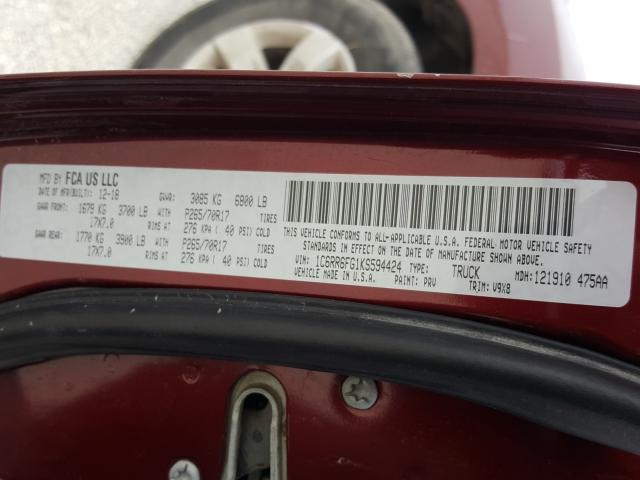 MFD BY FCA US LLC
DATE OF MFR(BUILT): 12-18 GVWR: 3085 KG 6800 LB
GAWR FRONT: 1679 KG 3700 LB WITH P265/70R17 TIRES
17X7.0 RIMS AT 276 KPA ( 40 PSI) COLD
GAWR REAR: 1770 KG 3900 LB WITH P265/70R17 TIRES
17X7.0 RIMS AT 276 KPA ( 40 PSI) COLD
THIS VEHICLE CONFORMS TO ALL-APPLICABLE U.S.A. FEDERAL MOTOR VEHICLE SAFETY
STANDARDS IN EFFECT ON THE DATE OF MANUFACTURE SHOWN ABOVE.
VIN: 1C6RR6FG1KS594424 TYPE: TRUCK MDH:121910 475AA
VEHICLE MADE IN: U.S.A. PAINT: PRV TRIM: V9X8